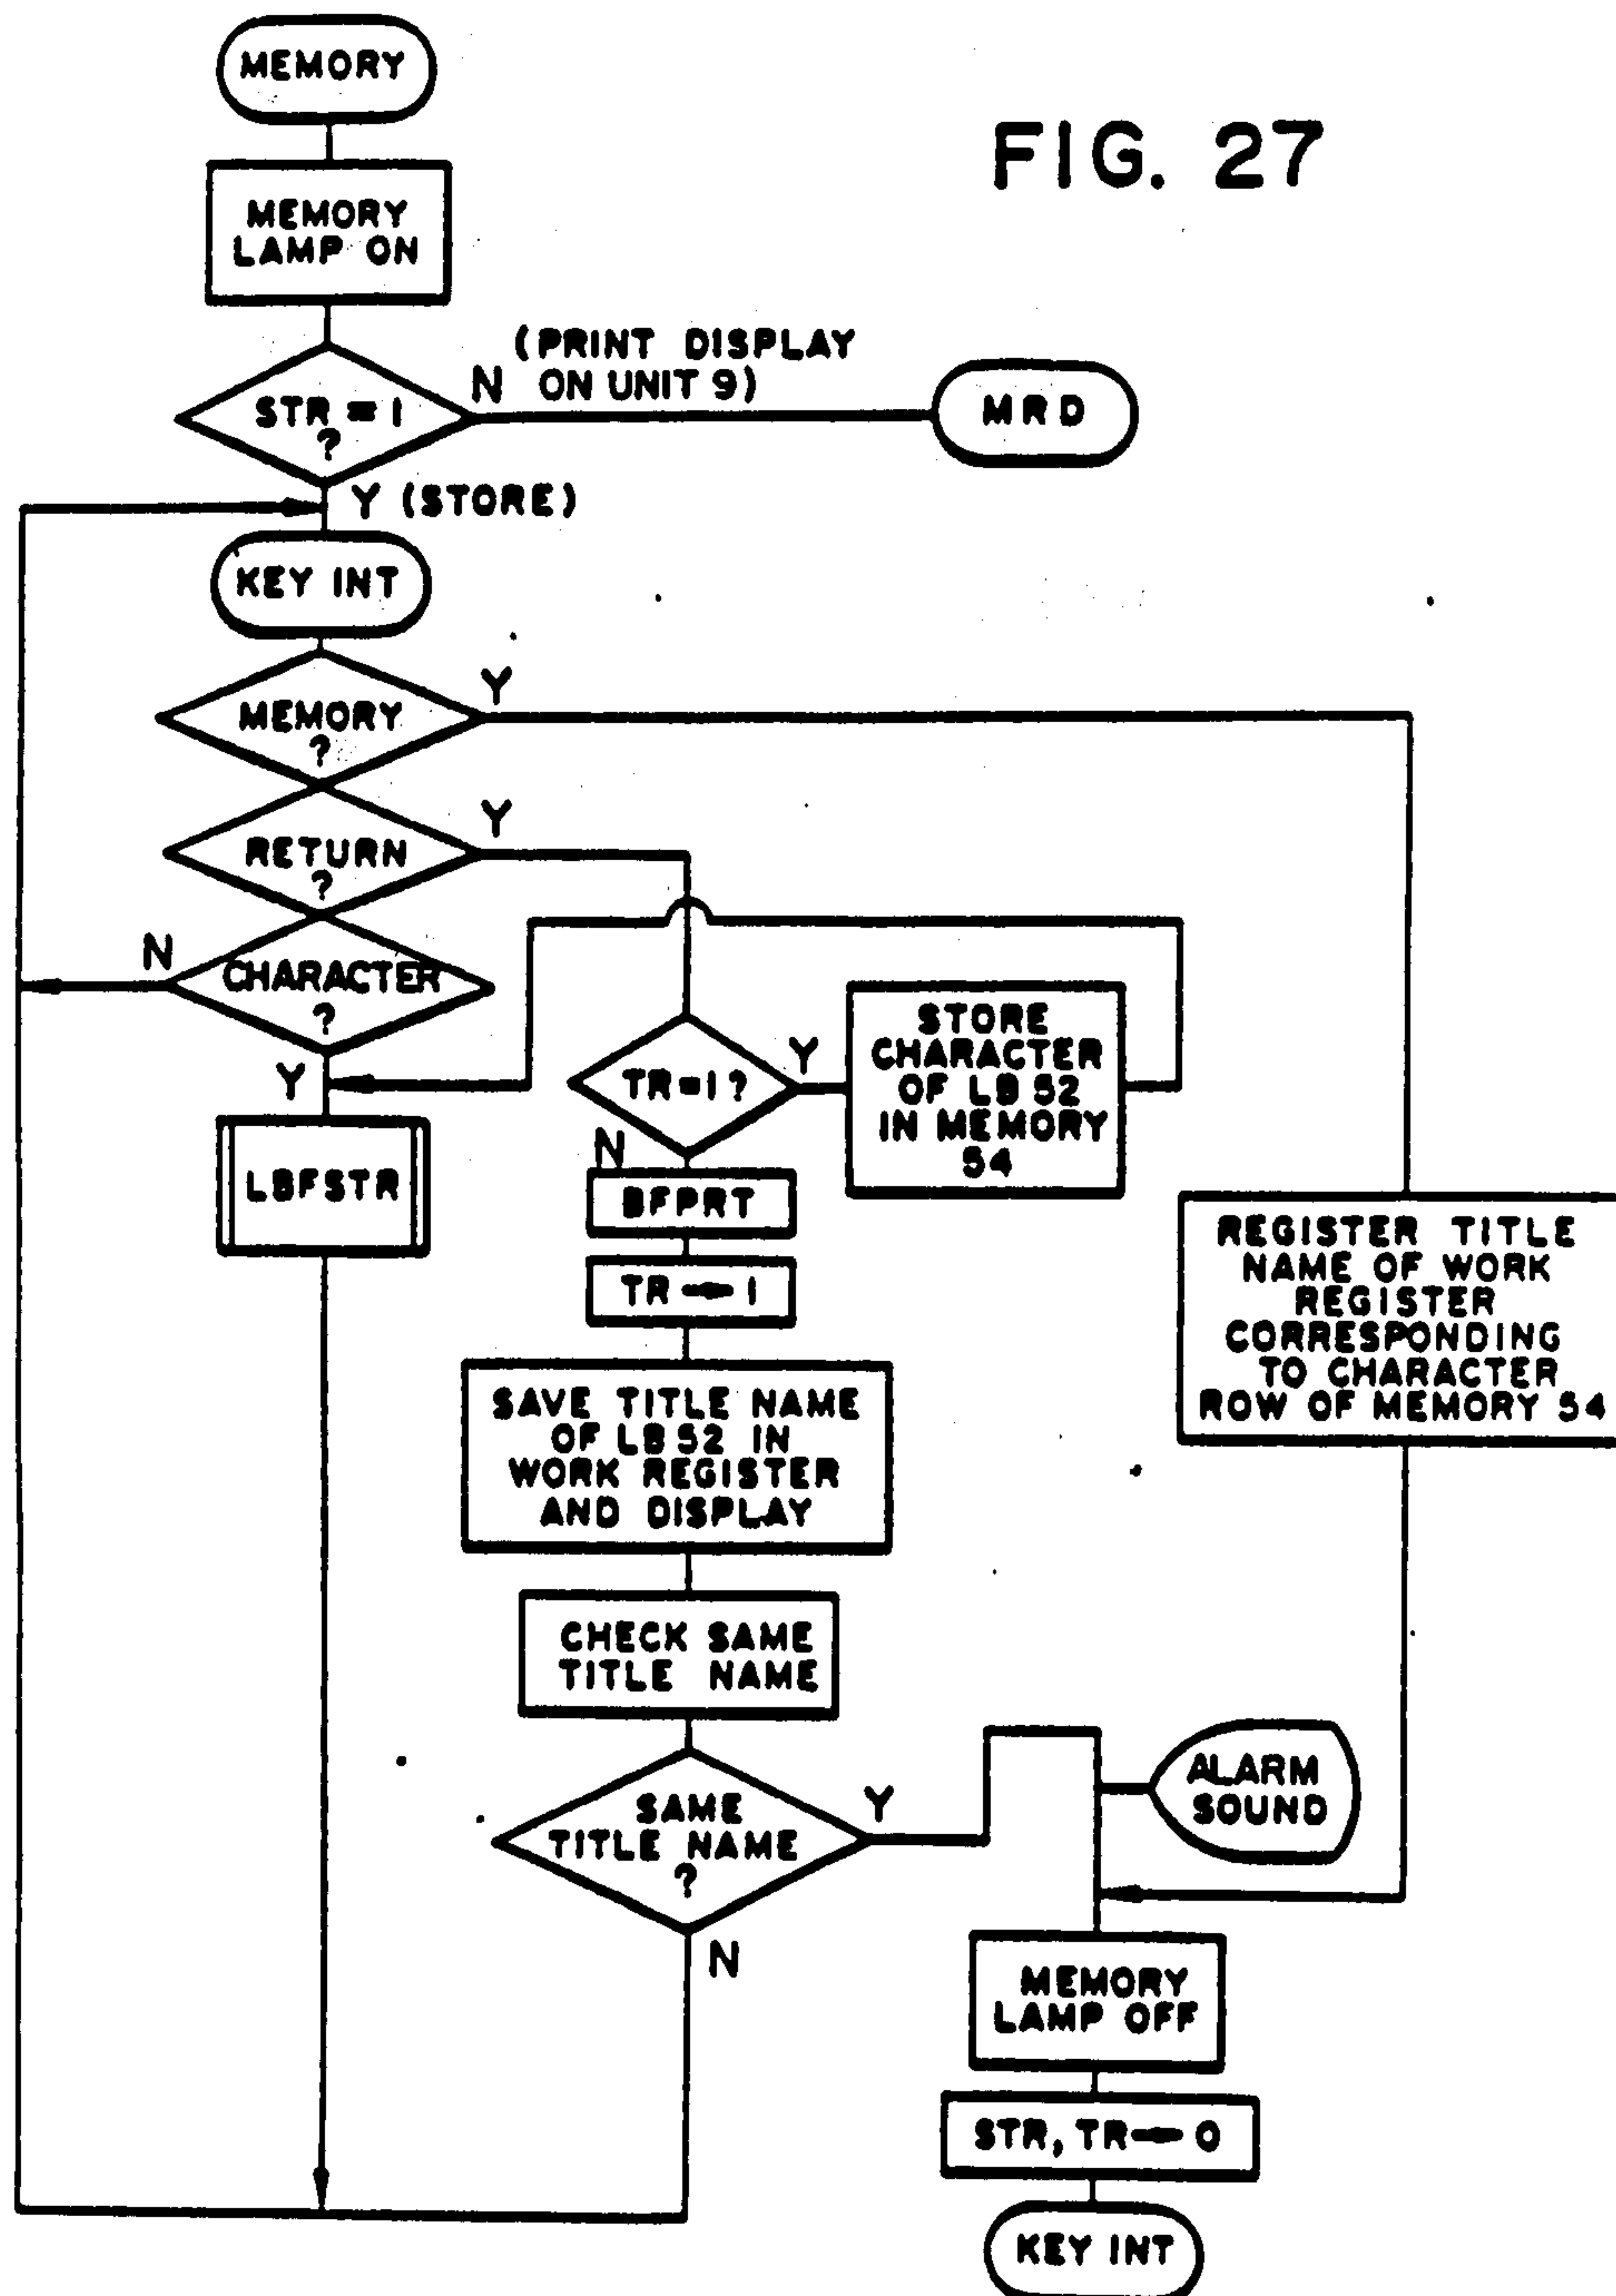 MEMORY
FIG. 27
MEMORY
LAMP ON
(PRINT DISPLAY
N ON UNIT 9)
STR = 1
?
MRD
Y (STORE)
KEY INT
Y
MEMORY
?
Y
RETURN
?
N
CHARACTER
?
Y
TR=1?
Y
STORE
CHARACTER
OF LB 52
IN MEMORY
54
N
LBFSTR
BFPRT
TR ← 1
REGISTER TITLE
NAME OF WORK
REGISTER
CORRESPONDING
TO CHARACTER
ROW OF MEMORY 54
SAVE TITLE NAME
OF LB 52 IN
WORK REGISTER
AND DISPLAY
CHECK SAME
TITLE NAME
ALARM
SOUND
Y
SAME
TITLE NAME
?
N
MEMORY
LAMP OFF
STR, TR ← 0
KEY INT